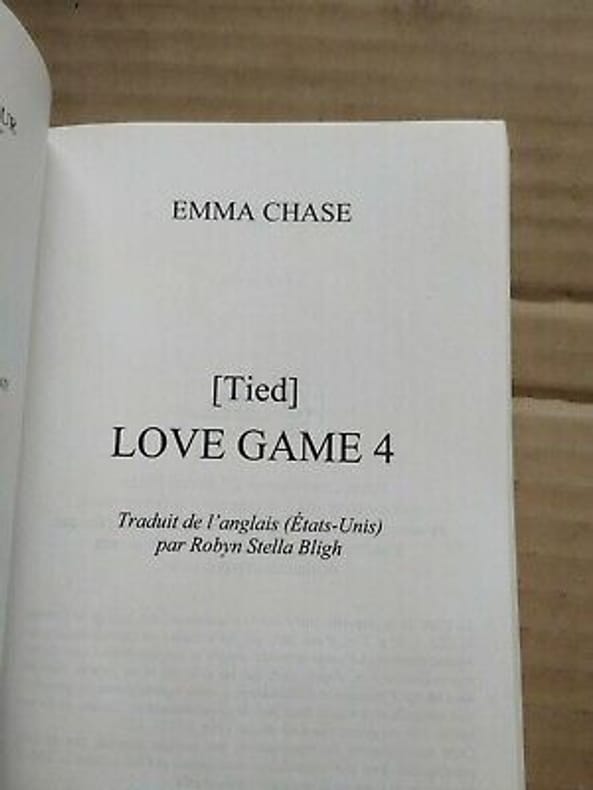 EMMA CHASE
[Tied]
LOVE GAME 4
Traduit de l'anglais (États-Unis)
par Robyn Stella Bligh